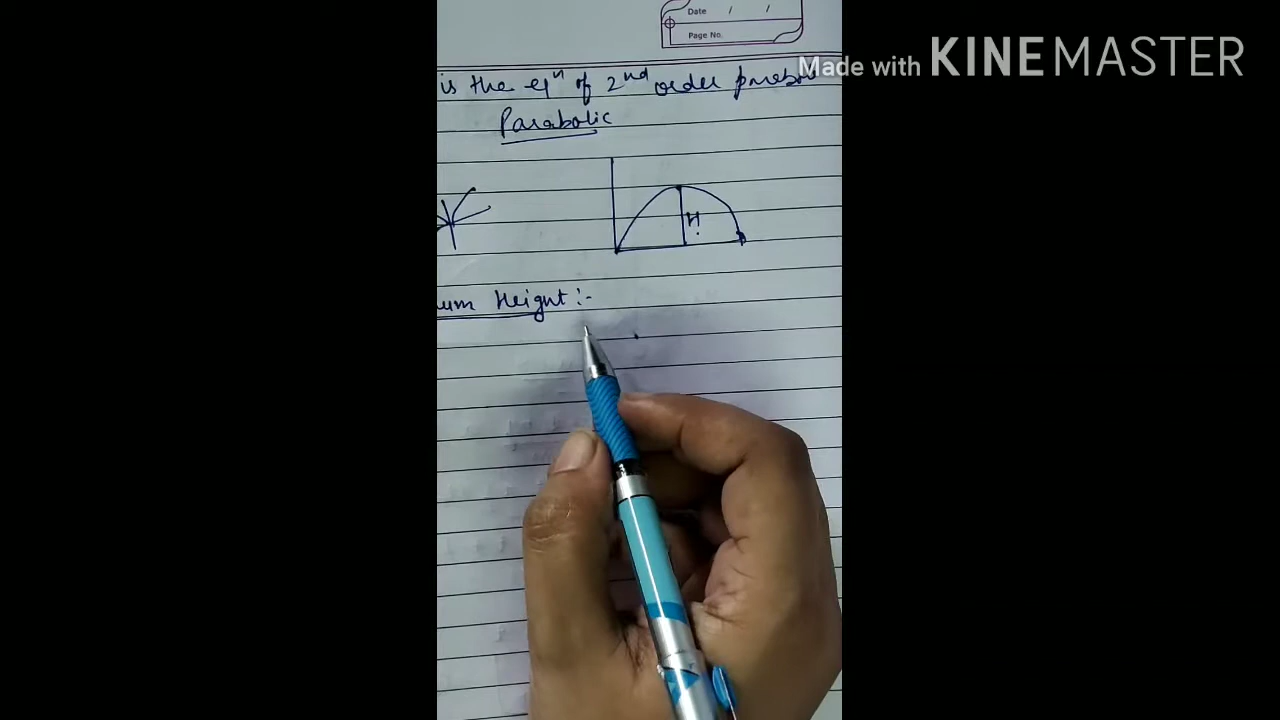 Date / /
Page No.
Made with KINEMASTER
is the eqⁿ of 2nd order
Parabolic
H
um Height :-